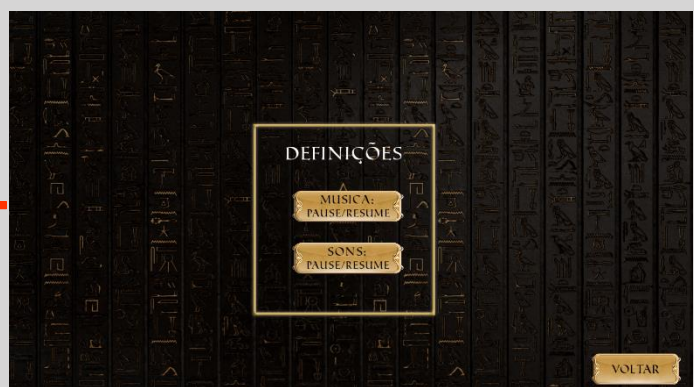 DEFINIÇÕES
MUSICA:
PAUSE/RESUME
SONS:
PAUSE/RESUME
VOLTAR